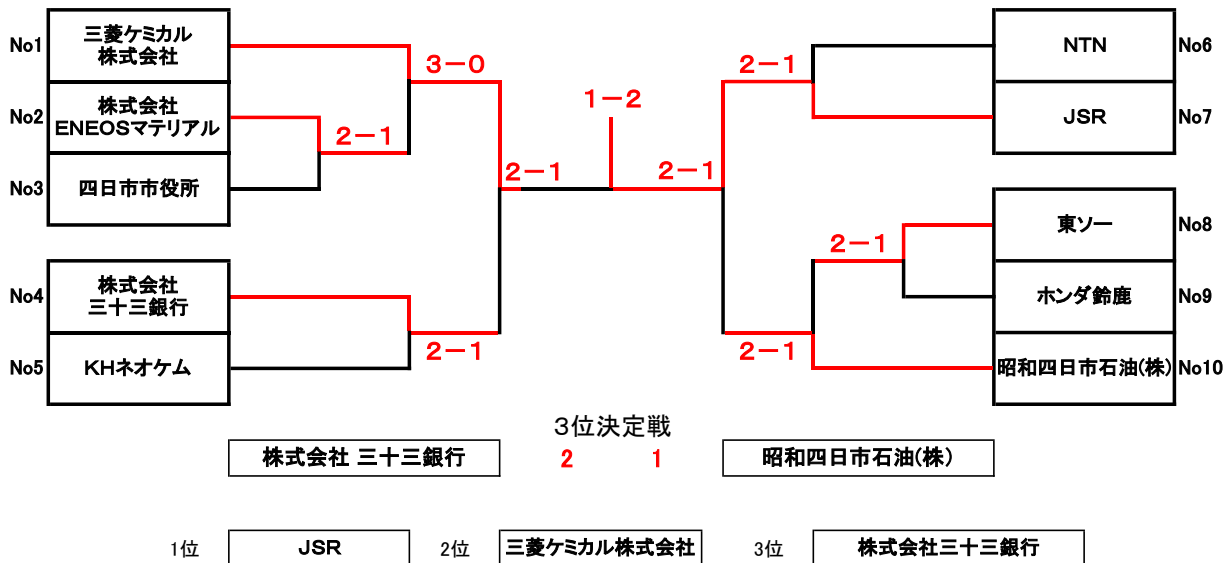 No1
三菱ケミカル
株式会社
No2
株式会社
ENEOSマテリアル
No3
四日市市役所
No4
株式会社
三十三銀行
No5
KHネオケム
3－0
2－1
2－1
2－1
1－2
2－1
2－1
2－1
2－1
NTN
No6
JSR
No7
東ソー
No8
ホンダ鈴鹿
No9
昭和四日市石油(株)
No10
3位決定戦
株式会社 三十三銀行 2 1 昭和四日市石油(株)
1位 JSR 2位 三菱ケミカル株式会社 3位 株式会社三十三銀行